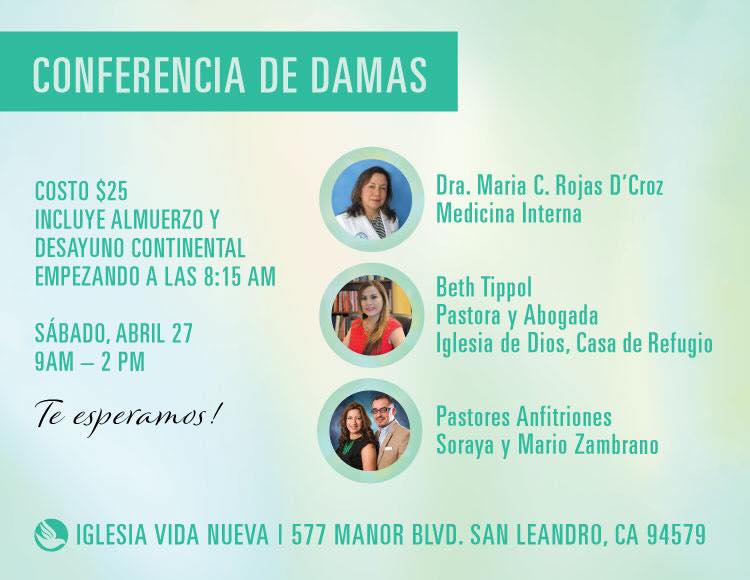 CONFERENCIA DE DAMAS
COSTO $25
INCLUYE ALMUERZO Y
DESAYUNO CONTINENTAL
EMPEZANDO A LAS 8:15 AM
SÁBADO, ABRIL 27
9AM – 2 PM
Te esperamos!
Dra. Maria C. Rojas D’Croz
Medicina Interna
Beth Tippol
Pastora y Abogada
Iglesia de Dios, Casa de Refugio
Pastores Anfitriones
Soraya y Mario Zambrano
IGLESIA VIDA NUEVA | 577 MANOR BLVD. SAN LEANDRO, CA 94579